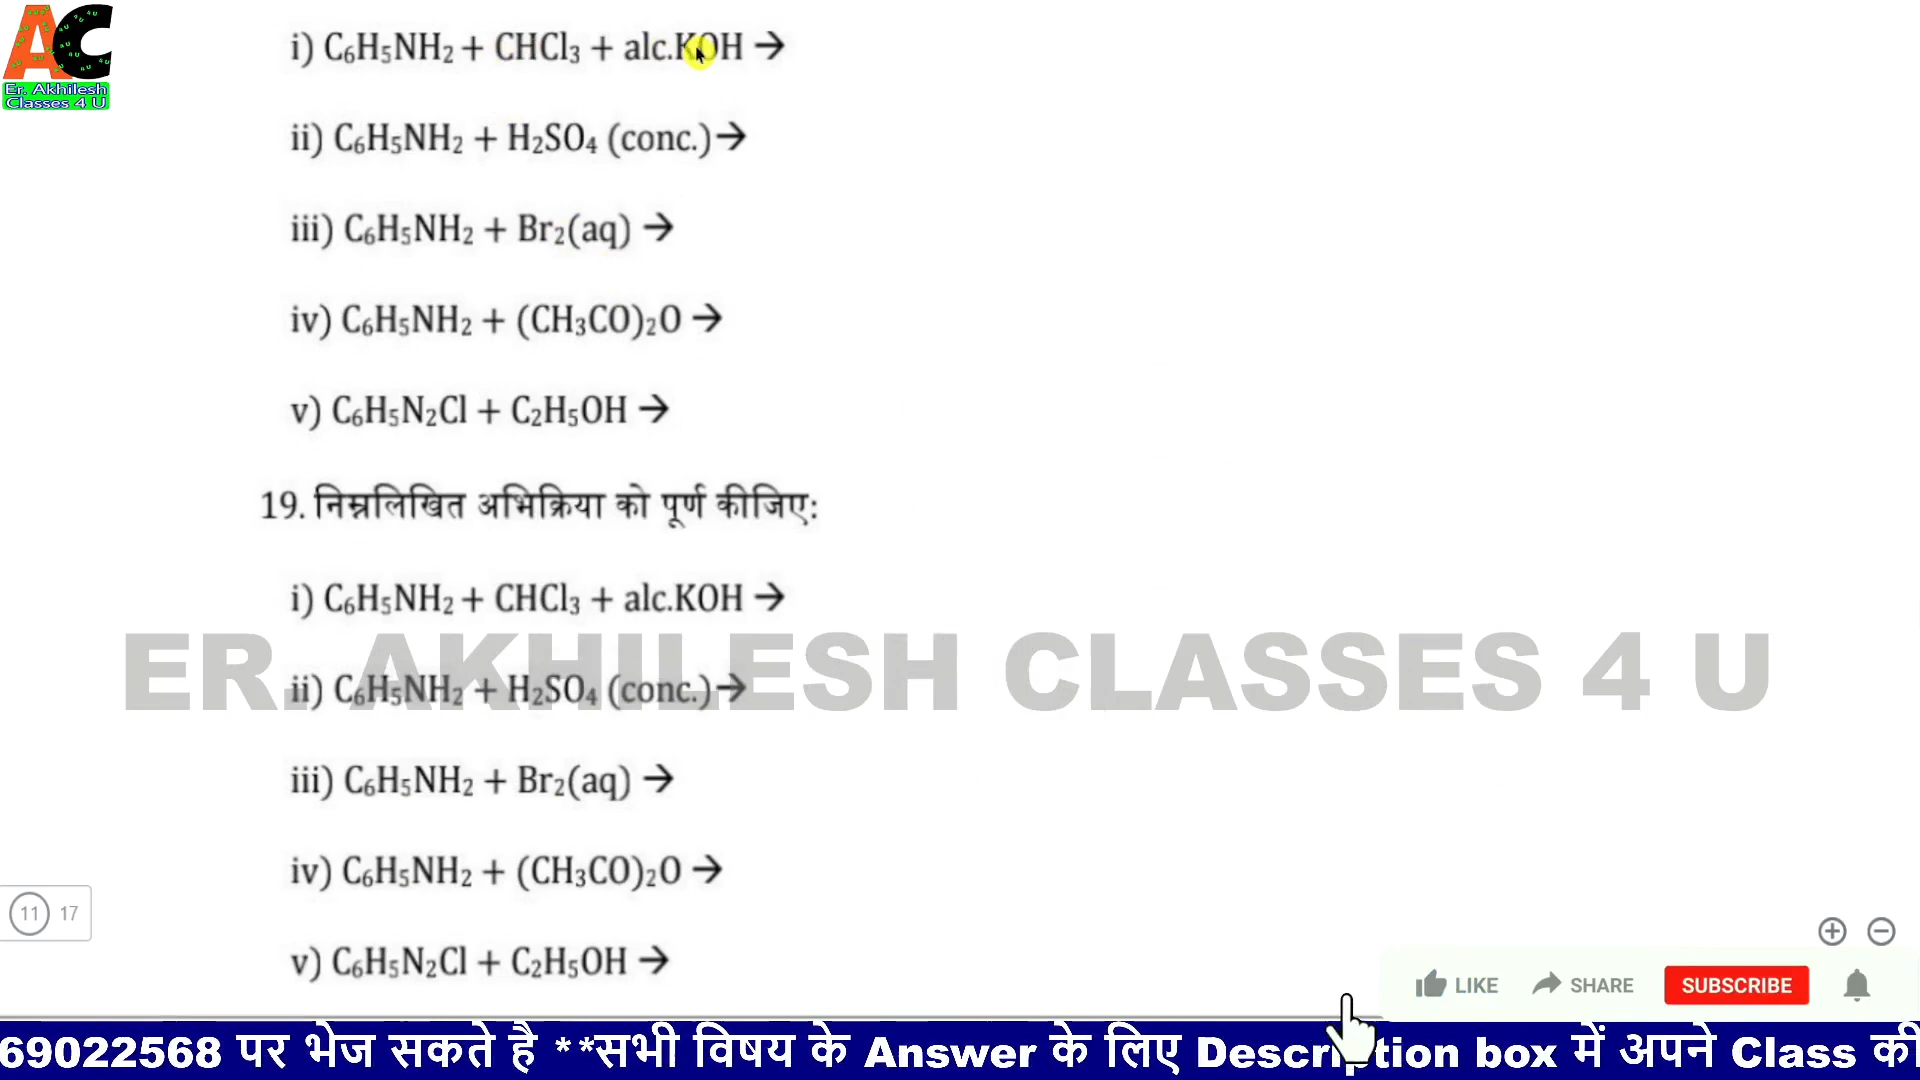 AC
Er. Akhilesh
Classes 4 U
i) C₆H₅NH₂ + CHCl₃ + alc.KOH →
ii) C₆H₅NH₂ + H₂SO₄ (conc.)→
iii) C₆H₅NH₂ + Br₂(aq) →
iv) C₆H₅NH₂ + (CH₃CO)₂O →
v) C₆H₅N₂Cl + C₂H₅OH →
19. निम्नलिखित अभिक्रिया को पूर्ण कीजिए:
i) C₆H₅NH₂ + CHCl₃ + alc.KOH →
ER. AKHILESH CLASSES 4 U
ii) C₆H₅NH₂ + H₂SO₄ (conc.)→
iii) C₆H₅NH₂ + Br₂(aq) →
iv) C₆H₅NH₂ + (CH₃CO)₂O →
11 17
v) C₆H₅N₂Cl + C₂H₅OH →
LIKE SHARE SUBSCRIBE
69022568 पर भेज सकते है **सभी विषय के Answer के लिए Description box में अपने Class की